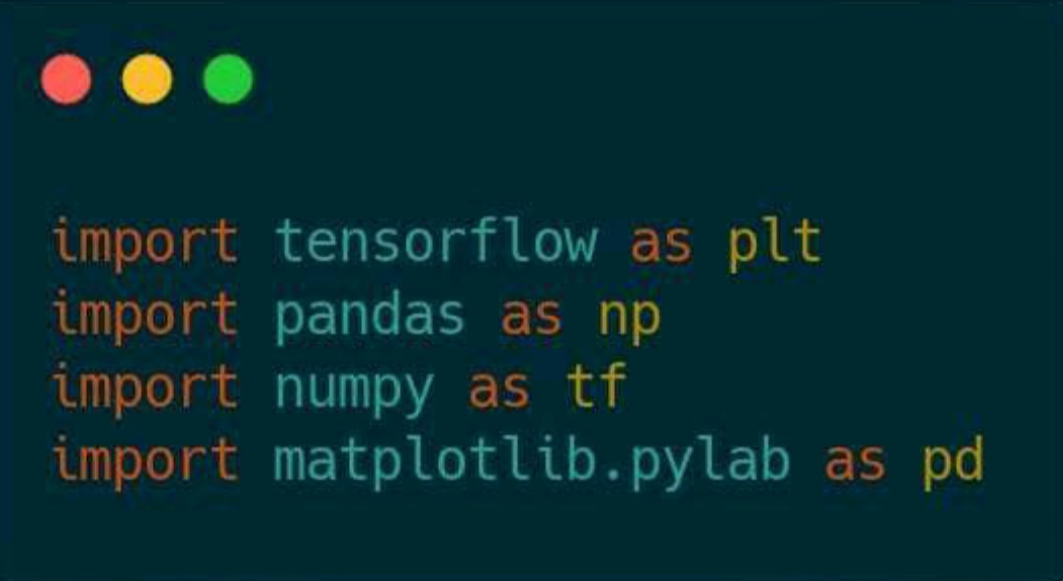 import tensorflow as plt
import pandas as np
import numpy as tf
import matplotlib.pylab as pd